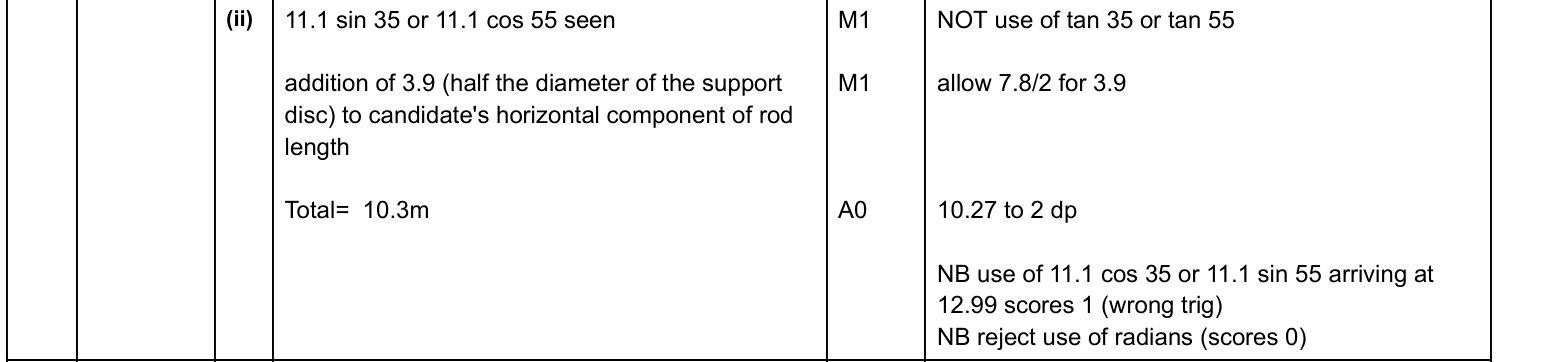 (ii) 11.1 sin 35 or 11.1 cos 55 seen M1 NOT use of tan 35 or tan 55
addition of 3.9 (half the diameter of the support M1 allow 7.8/2 for 3.9
disc) to candidate's horizontal component of rod
length
Total= 10.3m A0 10.27 to 2 dp
NB use of 11.1 cos 35 or 11.1 sin 55 arriving at
12.99 scores 1 (wrong trig)
NB reject use of radians (scores 0)